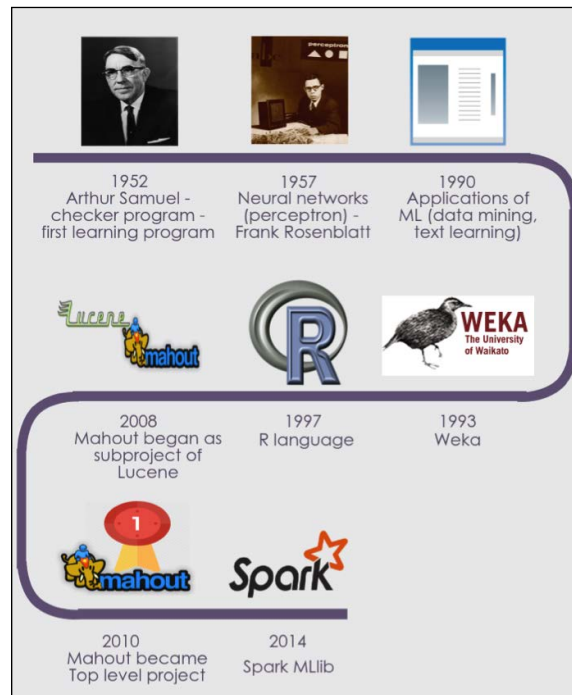 perceptron
1952
Arthur Samuel -
checker program -
first learning program
1957
Neural networks
(perceptron) -
Frank Rosenblatt
1990
Applications of
ML (data mining,
text learning)
Lucene
mahout
R
WEKA
The University
of Waikato
2008
Mahout began as
subproject of
Lucene
1997
R language
1993
Weka
1
mahout
Spark
2010
Mahout became
Top level project
2014
Spark MLlib